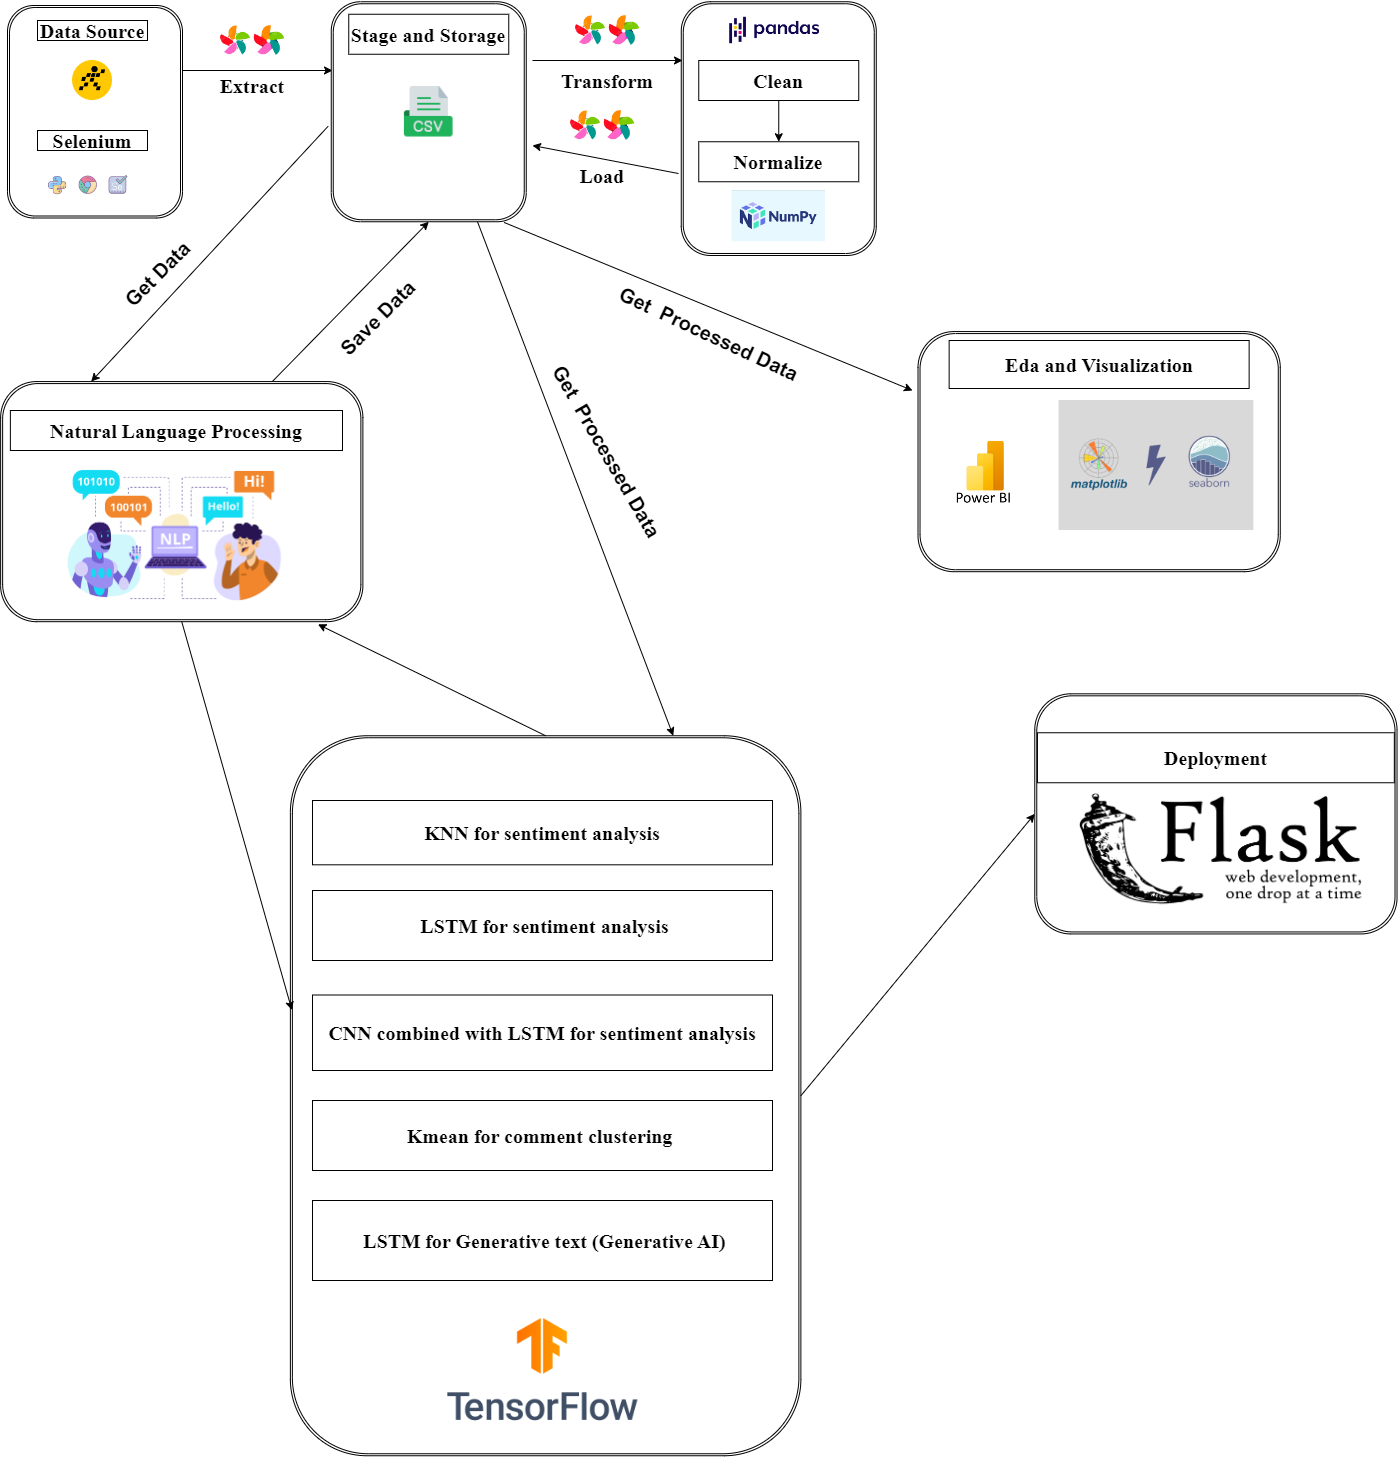 Data Source
Selenium
Extract
Stage and Storage
CSV
Transform
Load
pandas
Clean
Normalize
NumPy
Get Data
Save Data
Get Processed Data
Get Processed Data
Eda and Visualization
Power BI
matplotlib
seaborn
Natural Language Processing
101010
100101
Hi!
Hello!
NLP
KNN for sentiment analysis
LSTM for sentiment analysis
CNN combined with LSTM for sentiment analysis
Kmean for comment clustering
LSTM for Generative text (Generative AI)
TensorFlow
Deployment
Flask
web development,
one drop at a time